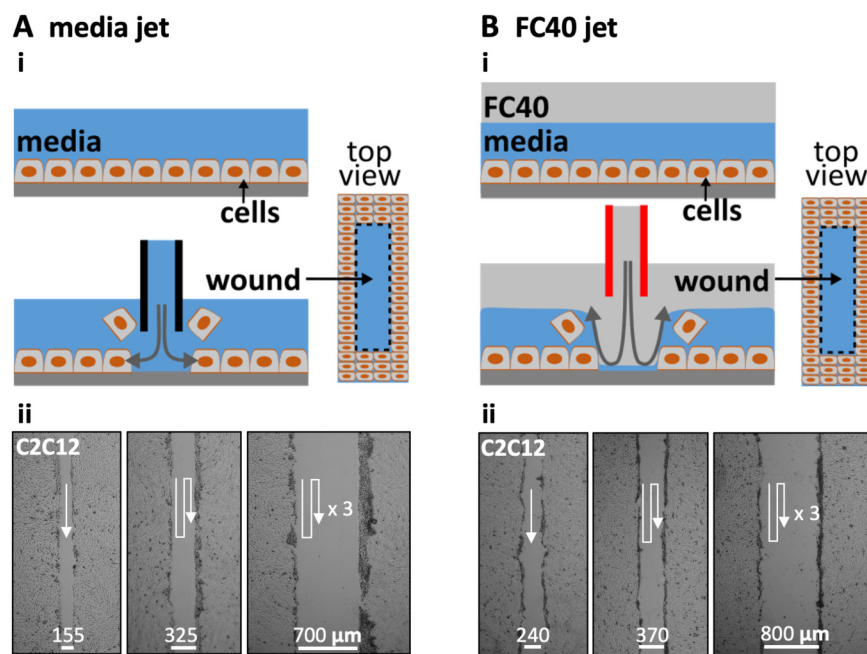 A media jet
i
media
cells
top
view
wound
ii
C2C12
155
325
x 3
700 µm
B FC40 jet
i
FC40
media
cells
top
view
wound
ii
C2C12
240
370
x 3
800 µm